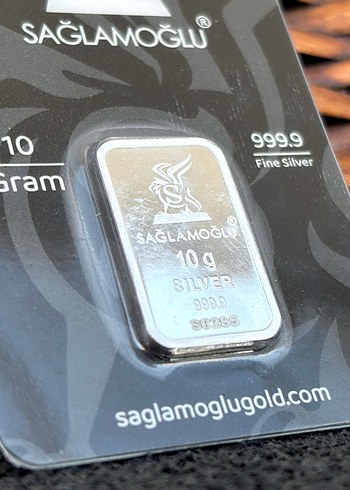 SAĞLAMOĞLU®
10
Gram
999.9
Fine Silver
SAĞLAMOĞLU®
10 g
SILVER
999.9
saglamoglugold.com